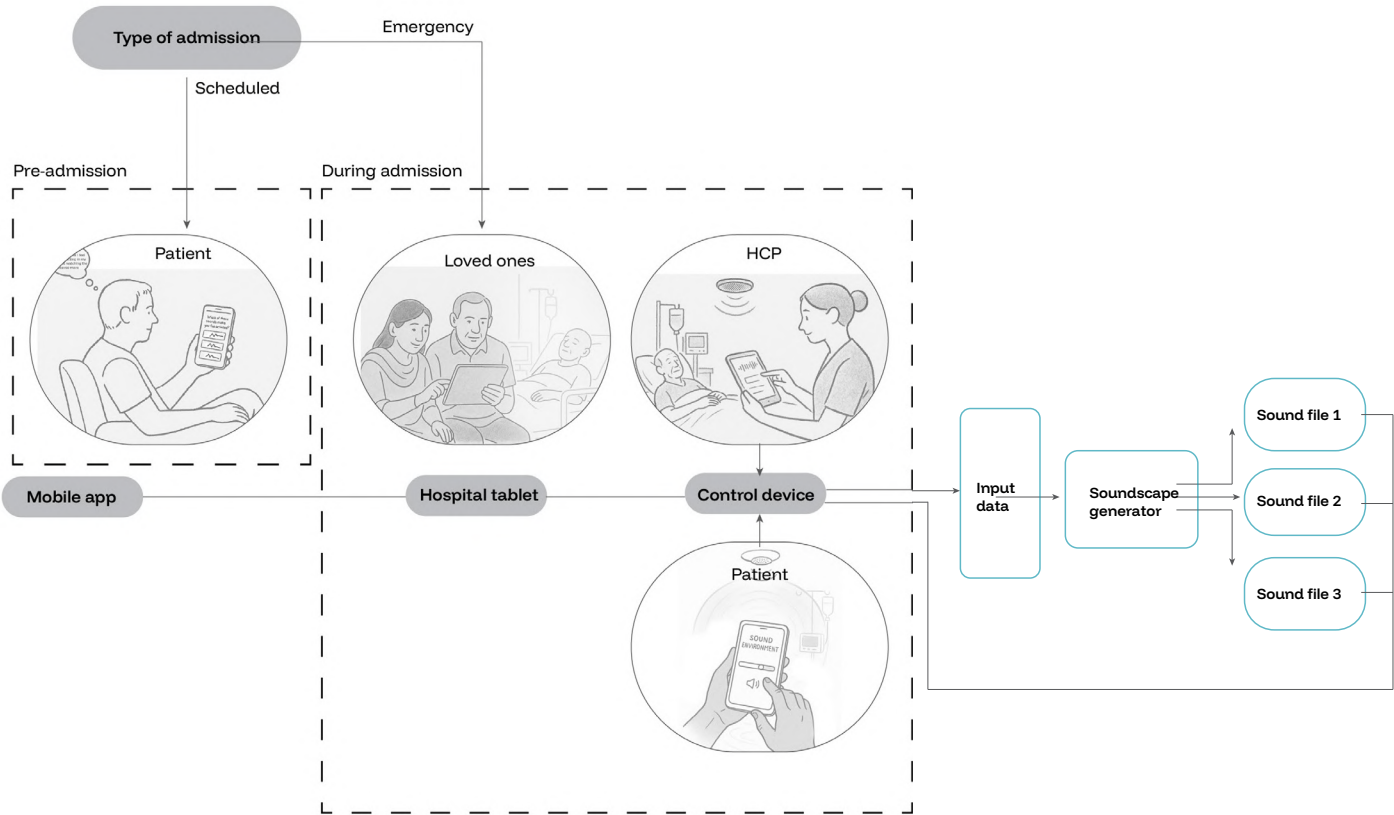 Type of admission
Emergency
Scheduled
Pre-admission
During admission
Patient
Loved ones
HCP
Mobile app
Hospital tablet
Control device
Input
data
Soundscape
generator
Sound file 1
Sound file 2
Sound file 3
Patient
SOUND
ENVIRONMENT